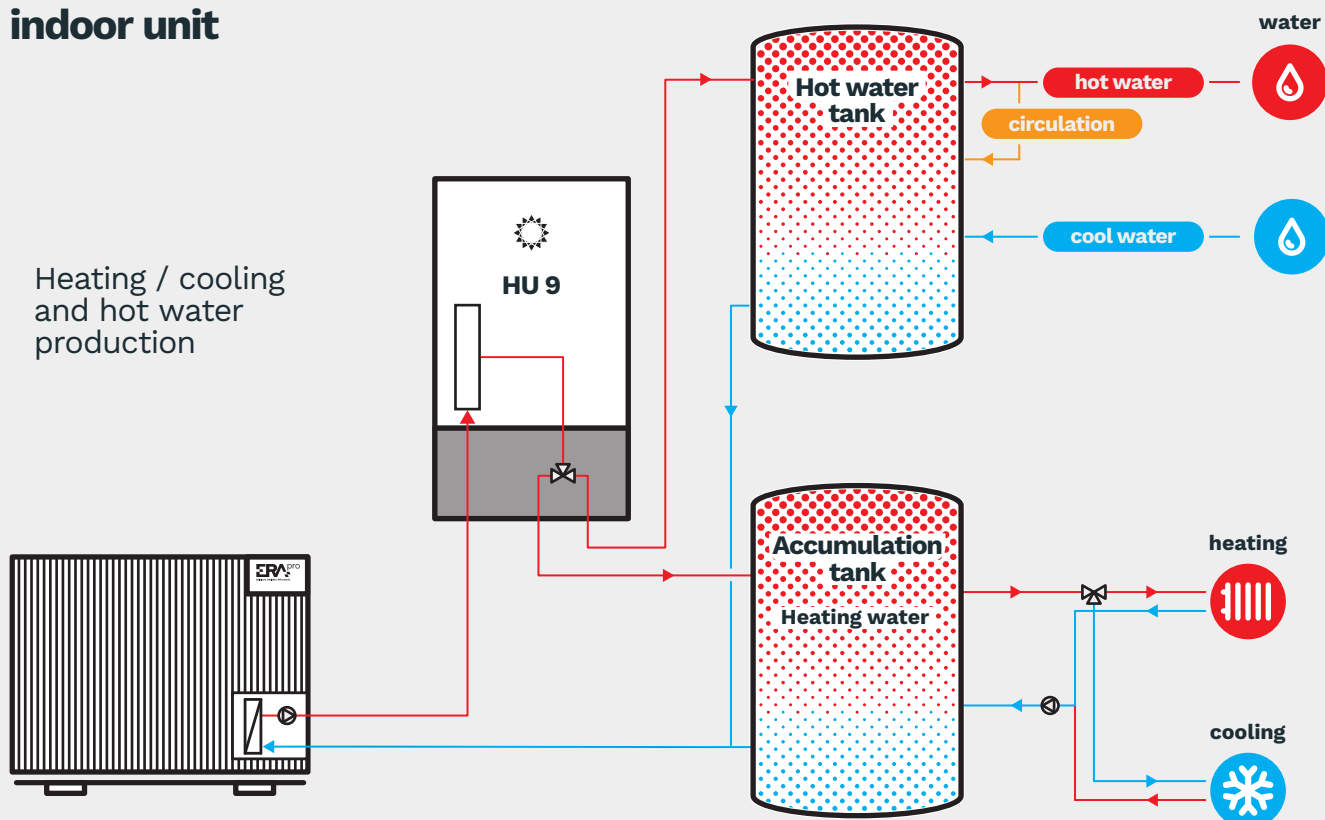 indoor unit
Heating / cooling
and hot water
production
HU 9
ERA pro
Hot water
tank
water
hot water
circulation
cool water
Accumulation
tank
Heating water
heating
cooling